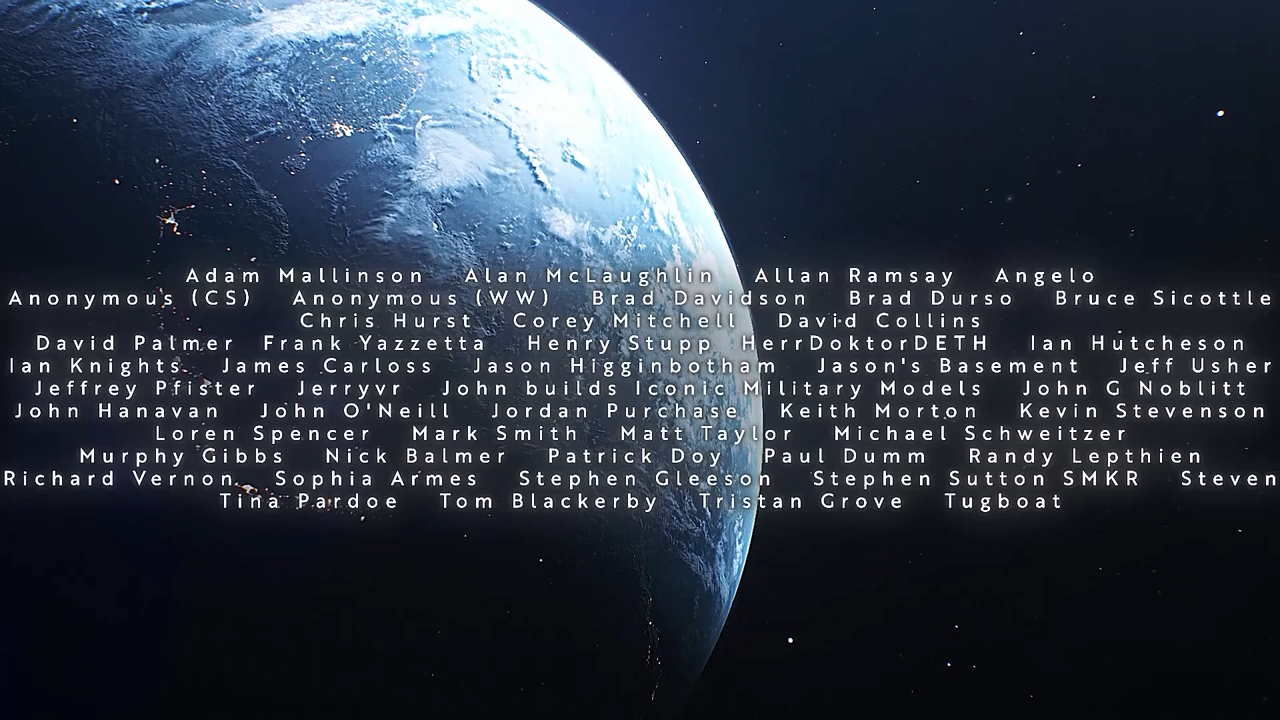 Adam Mallinson Alan McLaughlin Allan Ramsay Angelo
Anonymous (CS) Anonymous (WW) Brad Davidson Brad Durso Bruce Sicottle
Chris Hurst Corey Mitchell David Collins
David Palmer Frank Yazzetta Henry Stupp HerrDoktorDETH Ian Hutcheson
Ian Knights James Carloss Jason Higginbotham Jason's Basement Jeff Usher
Jeffrey Pfister Jerryvr John builds Iconic Military Models John G Noblitt
John Hanavan John O'Neill Jordan Purchase Keith Morton Kevin Stevenson
Loren Spencer Mark Smith Matt Taylor Michael Schweitzer
Murphy Gibbs Nick Balmer Patrick Doy Paul Dumm Randy Lepthien
Richard Vernon Sophia Armes Stephen Gleeson Stephen Sutton SMKR Steven
Tina Pardoe Tom Blackerby Tristan Grove Tugboat